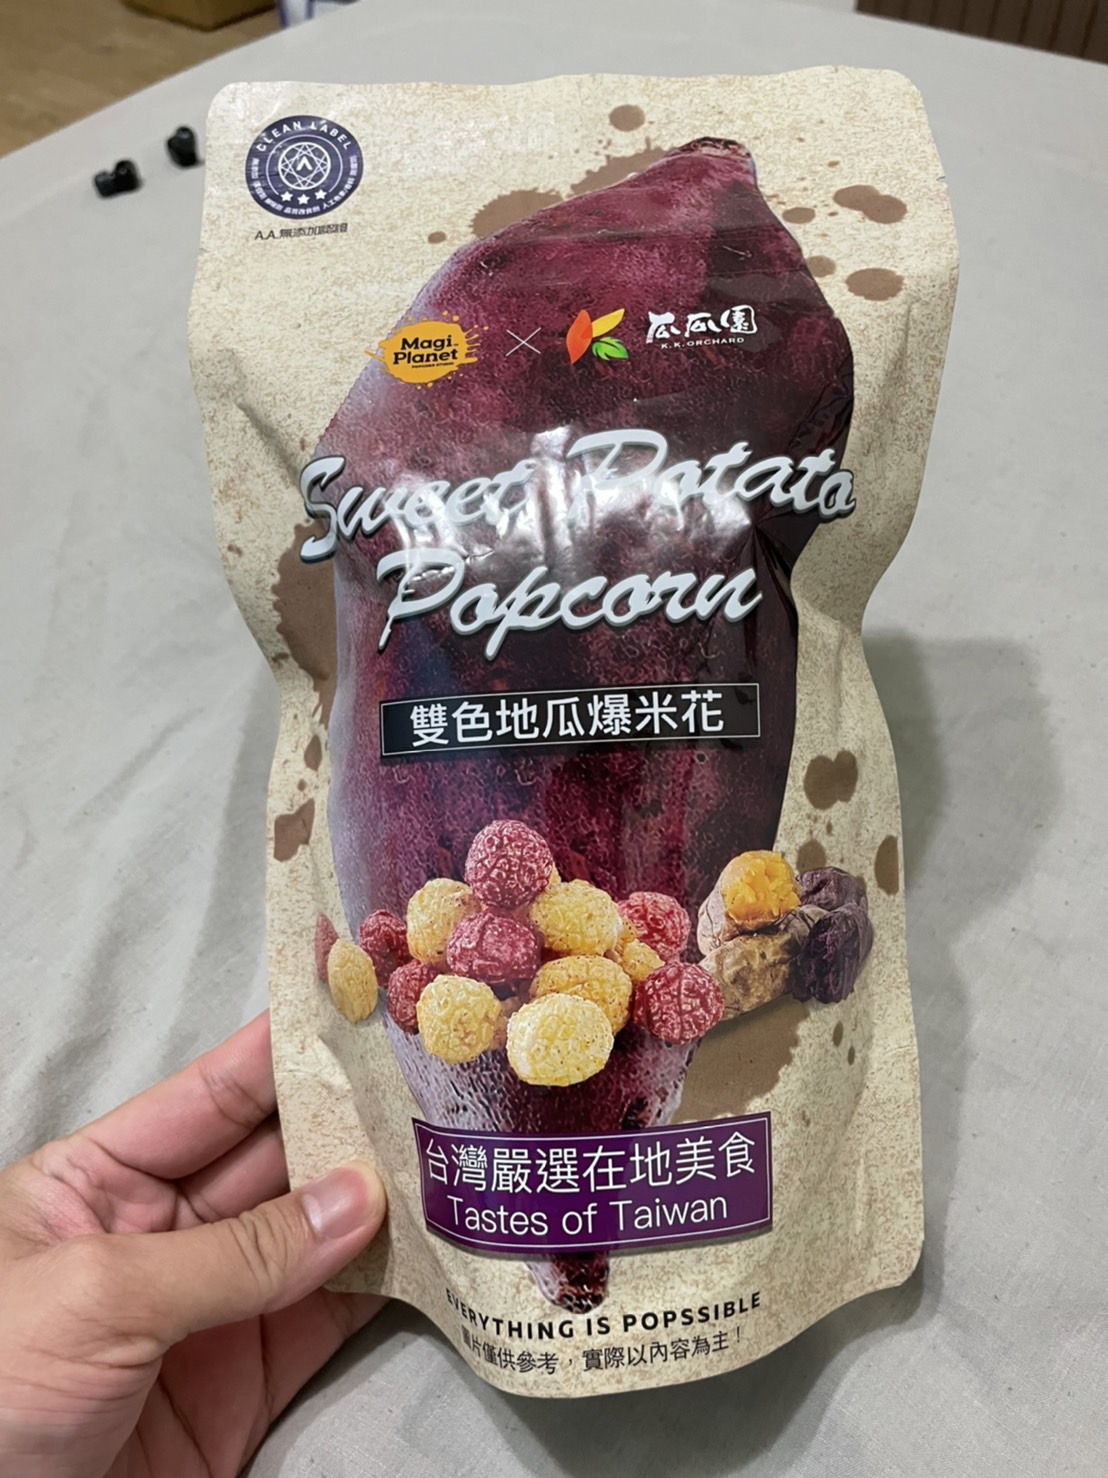 CLEAN LABEL
A.A.無添加認證
Magi Planet
POPCORN STUDIO
瓜瓜園
K.K.ORCHARD
Sweet Potato
Popcorn
雙色地瓜爆米花
台灣嚴選在地美食
Tastes of Taiwan
EVERYTHING IS POPSSIBLE
圖片僅供參考，實際以內容為主！